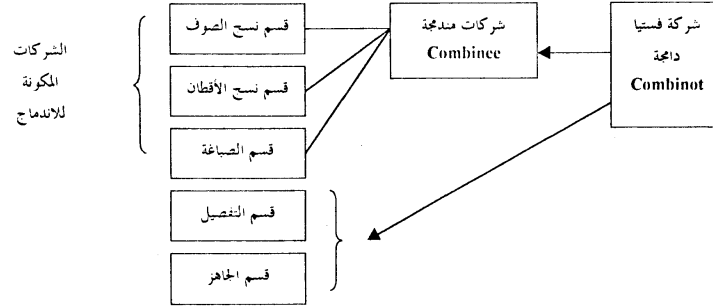 شركة فستيا
دامجة
Combinot
شركات مندمجة
Combince
قسم نسج الصوف
قسم نسج الأقطان
قسم الصباغة
قسم التفصيل
قسم الجاهز
الشركات
المكونة
للاندماج